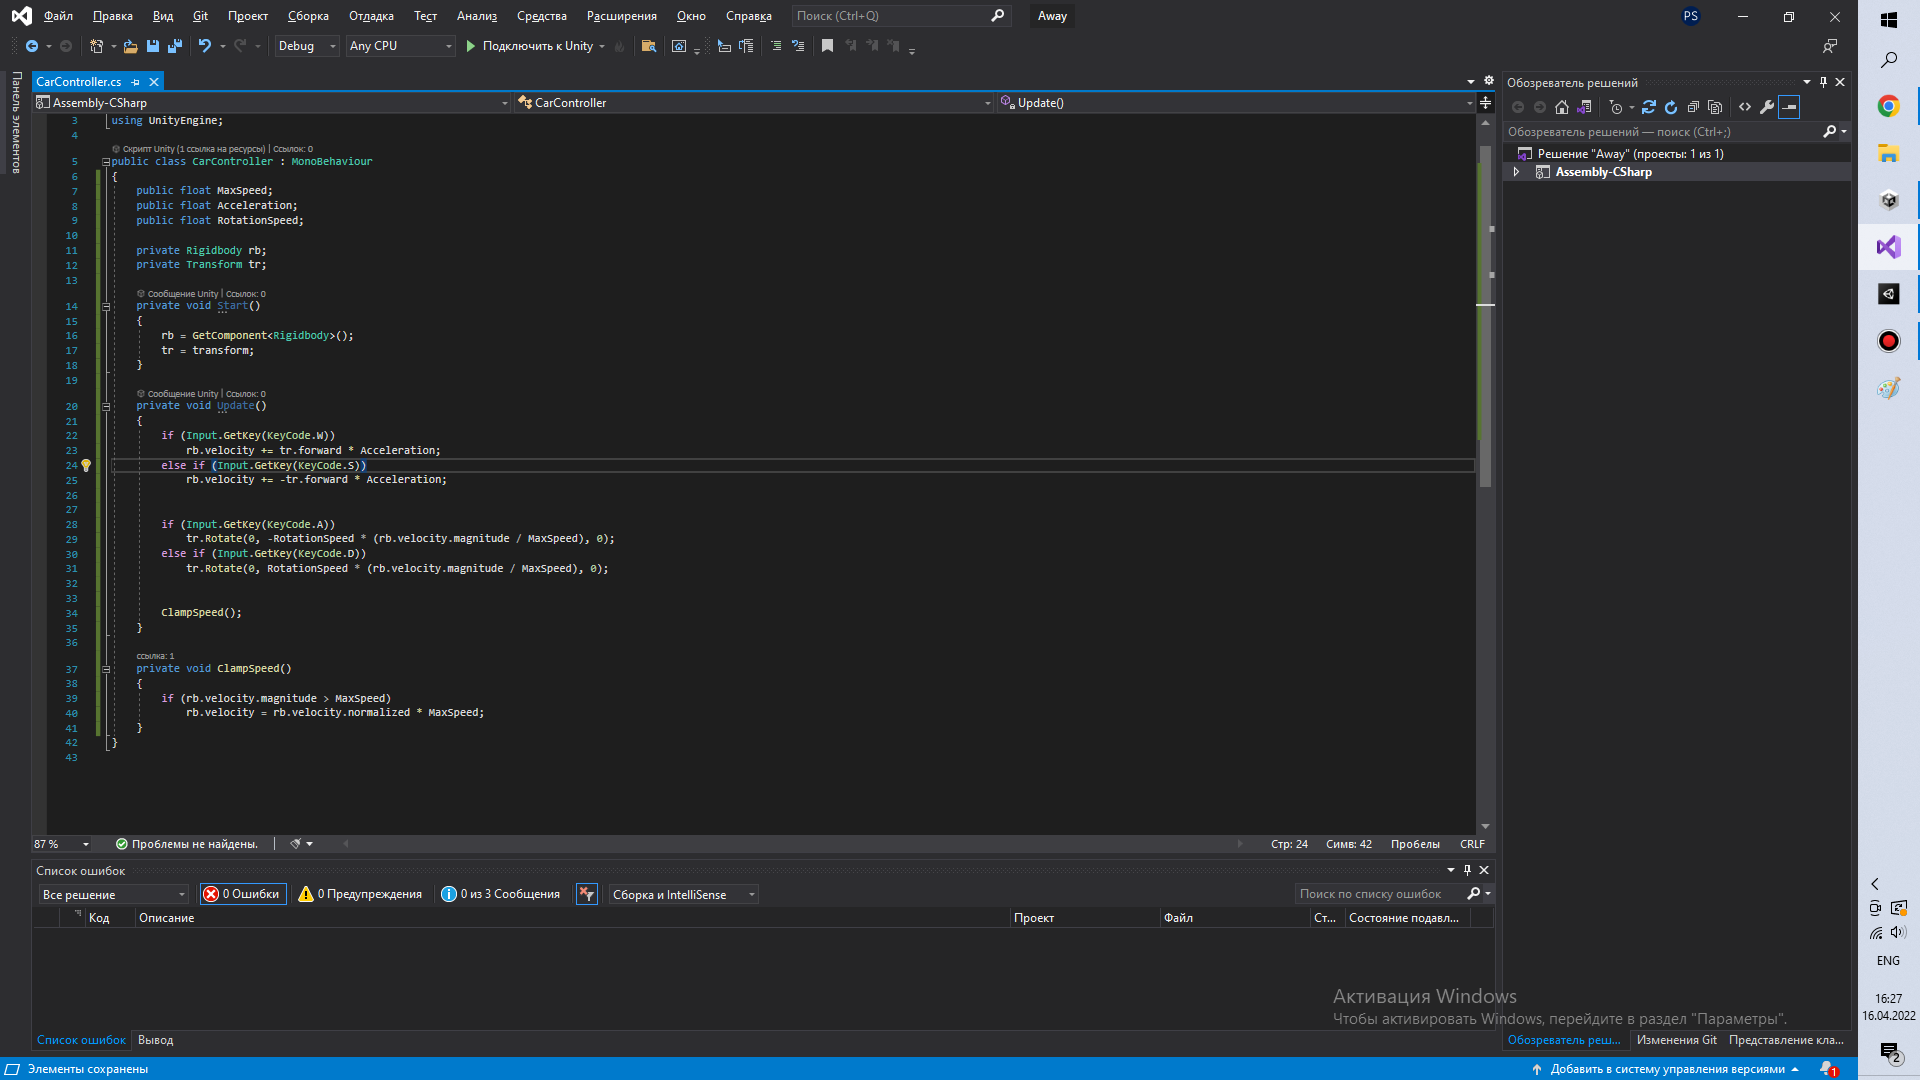 Файл Правка Вид Git Проект Сборка Отладка Тест Анализ Средства Расширения Окно Справка Поиск (Ctrl+Q) Away PS
Debug Any CPU Подключить к Unity
Панель элементов
CarController.cs
Assembly-CSharp CarController Update()
3 using UnityEngine;
4
Скрипт Unity (1 ссылка на ресурсы) | Ссылок: 0
5 public class CarController : MonoBehaviour
6 {
7 public float MaxSpeed;
8 public float Acceleration;
9 public float RotationSpeed;
10
11 private Rigidbody rb;
12 private Transform tr;
13
Сообщение Unity | Ссылок: 0
14 private void Start()
15 {
16 rb = GetComponent<Rigidbody>();
17 tr = transform;
18 }
19
Сообщение Unity | Ссылок: 0
20 private void Update()
21 {
22 if (Input.GetKey(KeyCode.W))
23 rb.velocity += tr.forward * Acceleration;
24 else if (Input.GetKey(KeyCode.S))
25 rb.velocity += -tr.forward * Acceleration;
26
27
28 if (Input.GetKey(KeyCode.A))
29 tr.Rotate(0, -RotationSpeed * (rb.velocity.magnitude / MaxSpeed), 0);
30 else if (Input.GetKey(KeyCode.D))
31 tr.Rotate(0, RotationSpeed * (rb.velocity.magnitude / MaxSpeed), 0);
32
33
34 ClampSpeed();
35 }
36
ссылка: 1
37 private void ClampSpeed()
38 {
39 if (rb.velocity.magnitude > MaxSpeed)
40 rb.velocity = rb.velocity.normalized * MaxSpeed;
41 }
42 }
43
87 % Проблемы не найдены. Стр: 24 Симв: 42 Пробелы CRLF
Список ошибок
Все решение 0 Ошибки 0 Предупреждения 0 из 3 Сообщения Сборка и IntelliSense Поиск по списку ошибок
Код Описание Проект Файл Ст... Состояние подавл...
Список ошибок Вывод
Обозреватель решений
Обозреватель решений — поиск (Ctrl+;)
Решение "Away" (проекты: 1 из 1)
Assembly-CSharp
Активация Windows
Чтобы активировать Windows, перейдите в раздел "Параметры".
Обозреватель реш... Изменения Git Представление кла...
Элементы сохранены Добавить в систему управления версиями 1
ENG
16:27
16.04.2022
2